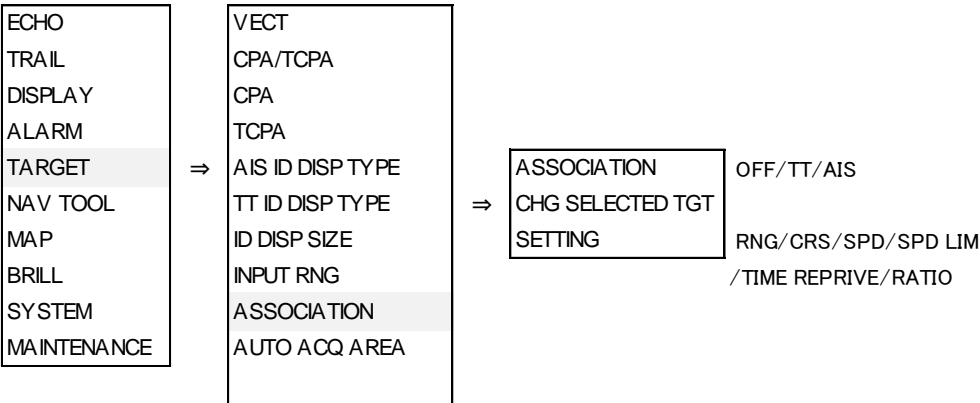 ECHO
TRAIL
DISPLAY
ALARM
TARGET
NAV TOOL
MAP
BRILL
SYSTEM
MAINTENANCE
⇒
VECT
CPA/TCPA
CPA
TCPA
AIS ID DISP TYPE
TT ID DISP TYPE
ID DISP SIZE
INPUT RNG
ASSOCIATION
AUTO ACQ AREA
⇒
ASSOCIATION OFF/TT/AIS
CHG SELECTED TGT
SETTING RNG/CRS/SPD/SPD LIM
/TIME REPRIVE/RATIO